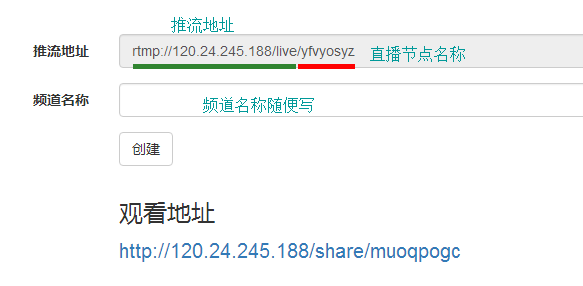 推流地址
推流地址 rtmp://120.24.245.188/live/yfvyosyz 直播节点名称
频道名称 频道名称随便写
创建
观看地址
http://120.24.245.188/share/muoqpogc